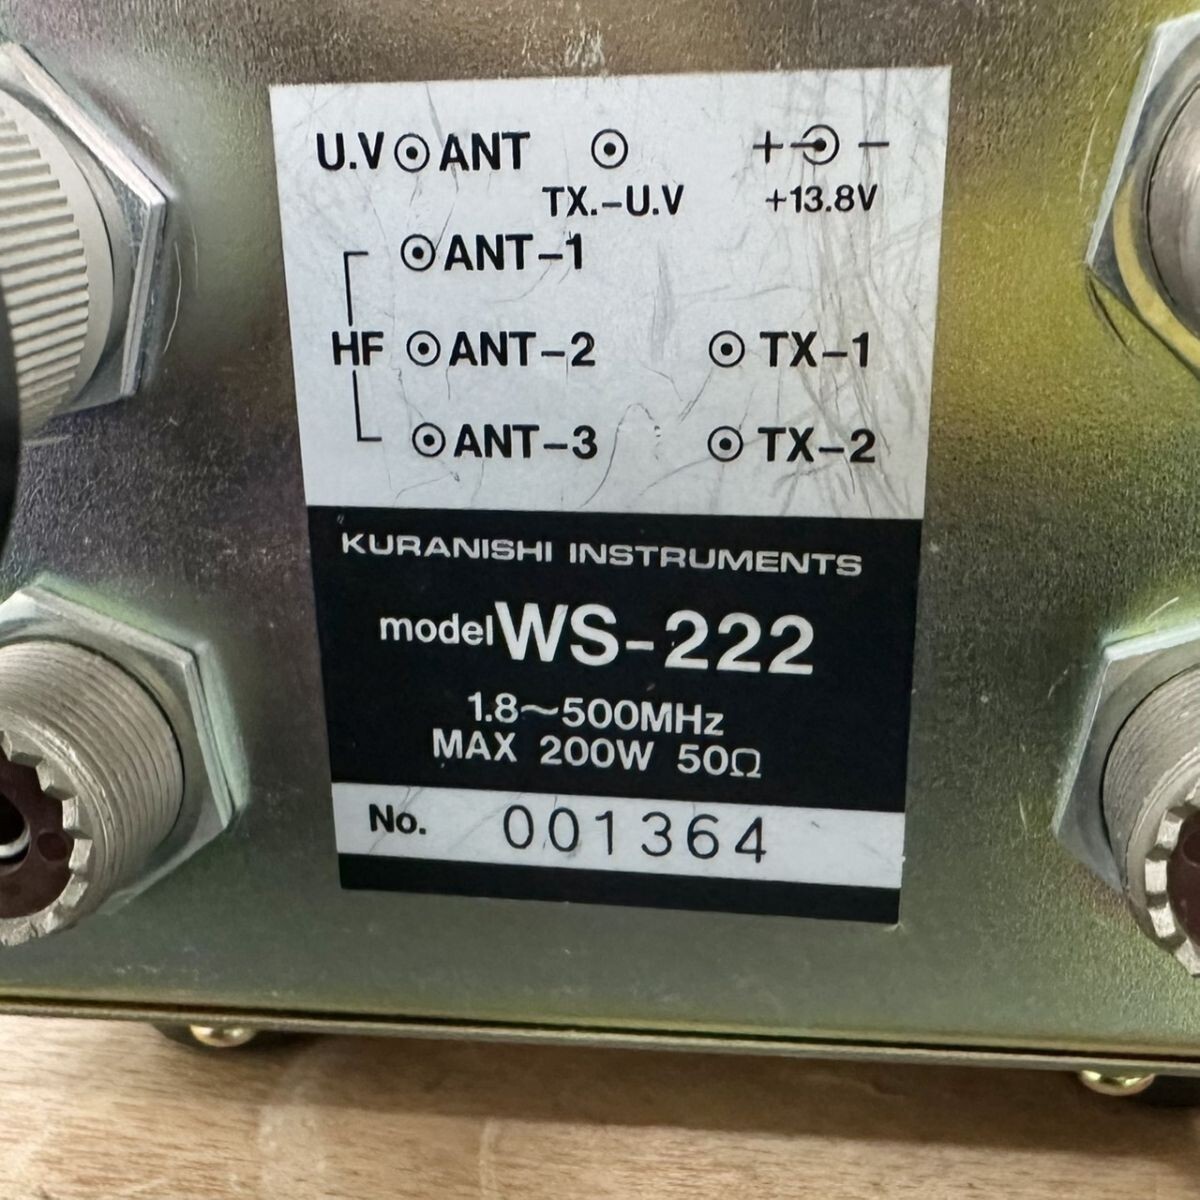 U.V ANT
TX.-U.V
+ -
+13.8V
ANT-1
HF ANT-2 TX-1
ANT-3 TX-2
KURANISHI INSTRUMENTS
model WS-222
1.8~500MHz
MAX 200W 50Ω
No. 001364